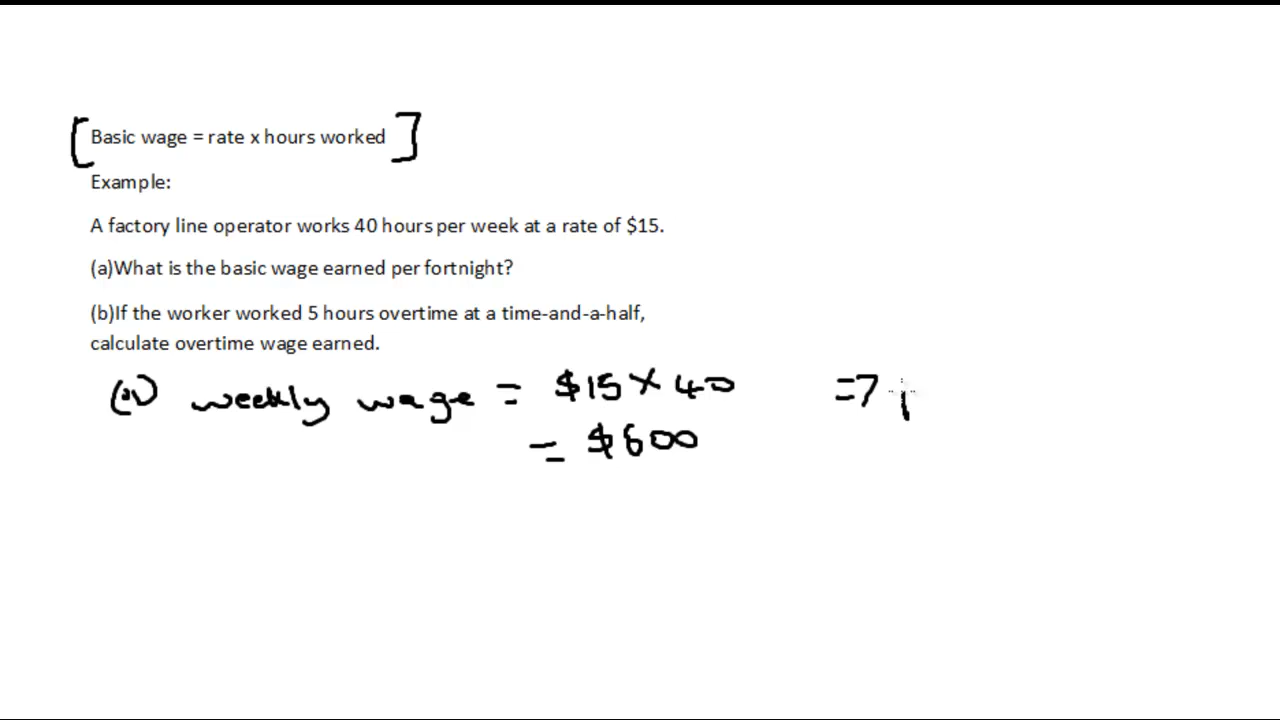 [Basic wage = rate x hours worked]
Example:
A factory line operator works 40 hours per week at a rate of $15.
(a)What is the basic wage earned per fortnight?
(b)If the worker worked 5 hours overtime at a time-and-a-half,
calculate overtime wage earned.
(a) weekly wage = $15 × 40
= $600